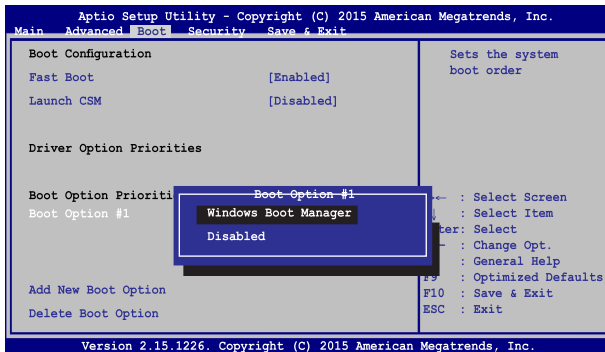 Aptio Setup Utility - Copyright (C) 2015 American Megatrends, Inc.
Main Advanced Boot Security Save & Exit
Boot Configuration
Fast Boot [Enabled]
Launch CSM [Disabled]
Driver Option Priorities
Boot Option Prioriti
Boot Option #1
Add New Boot Option
Delete Boot Option
Boot Option #1
Windows Boot Manager
Disabled
Sets the system
boot order
→← : Select Screen
: Select Item
ter: Select
— : Change Opt.
: General Help
F9 : Optimized Defaults
F10 : Save & Exit
ESC : Exit
Version 2.15.1226. Copyright (C) 2015 American Megatrends, Inc.